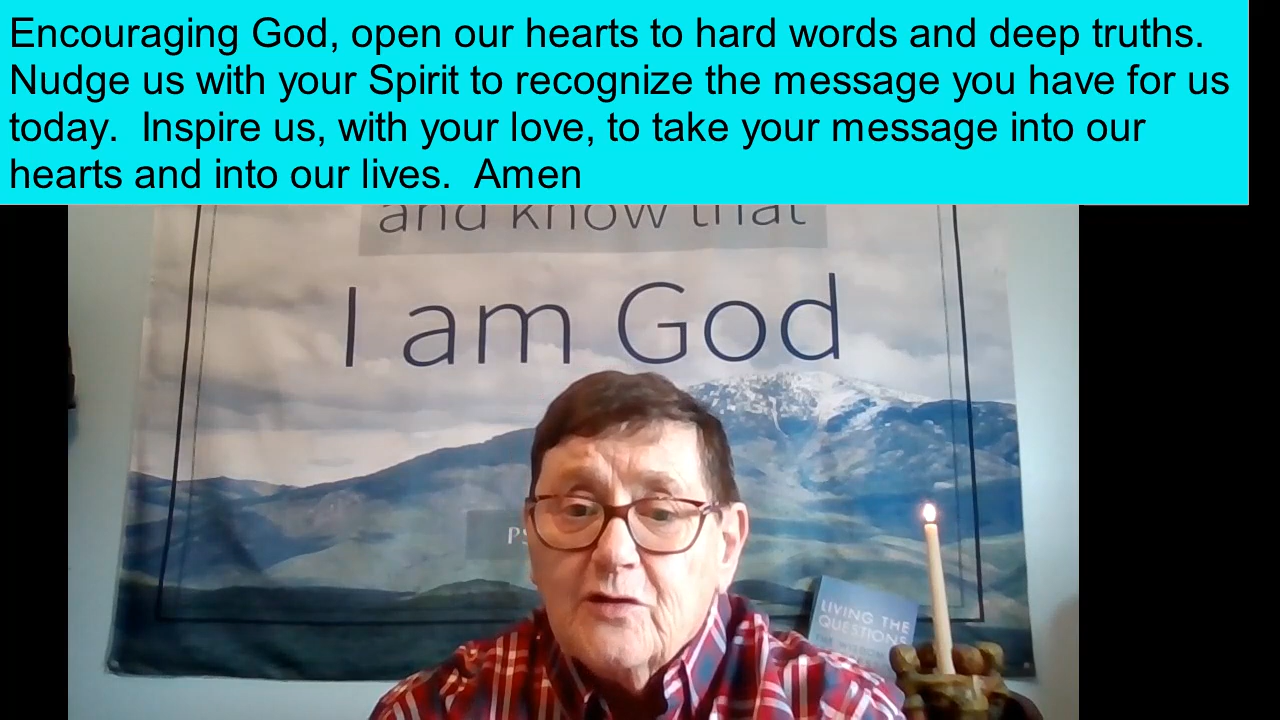 Encouraging God, open our hearts to hard words and deep truths.
Nudge us with your Spirit to recognize the message you have for us
today.  Inspire us, with your love, to take your message into our
hearts and into our lives.  Amen
and know that
I am God
LIVING THE
QUESTIONS